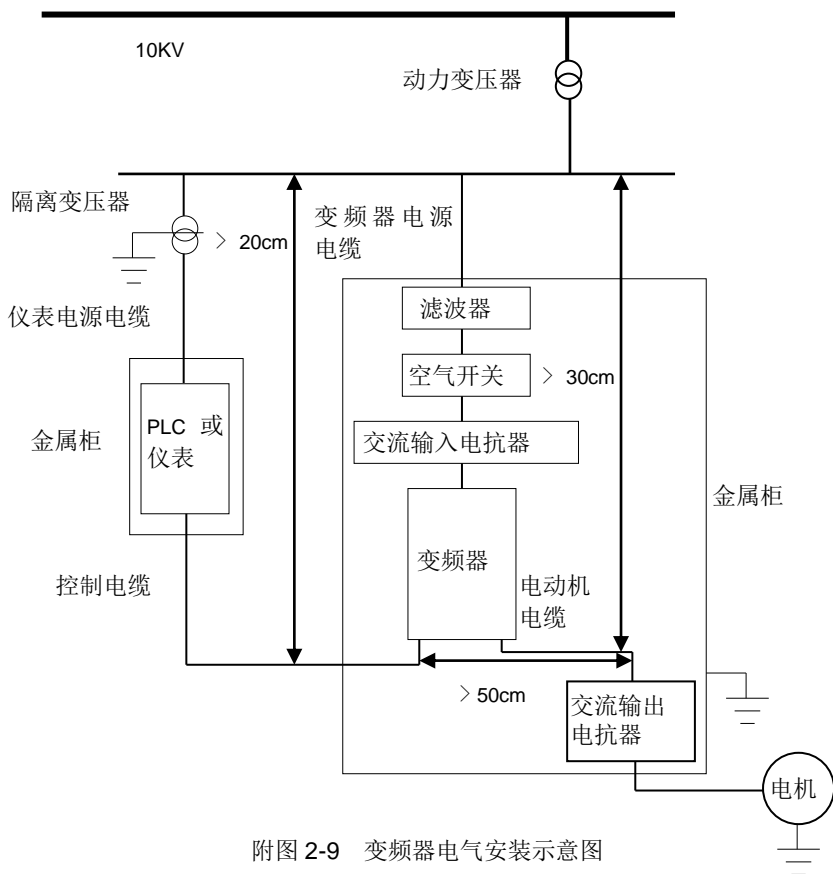 10KV
动力变压器
隔离变压器
变频器电源
电缆
＞ 20cm
仪表电源电缆
滤波器
空气开关
＞ 30cm
PLC 或
仪表
金属柜
交流输入电抗器
金属柜
变频器
控制电缆
电动机
电缆
＞50cm
交流输出
电抗器
电机
附图 2-9 变频器电气安装示意图